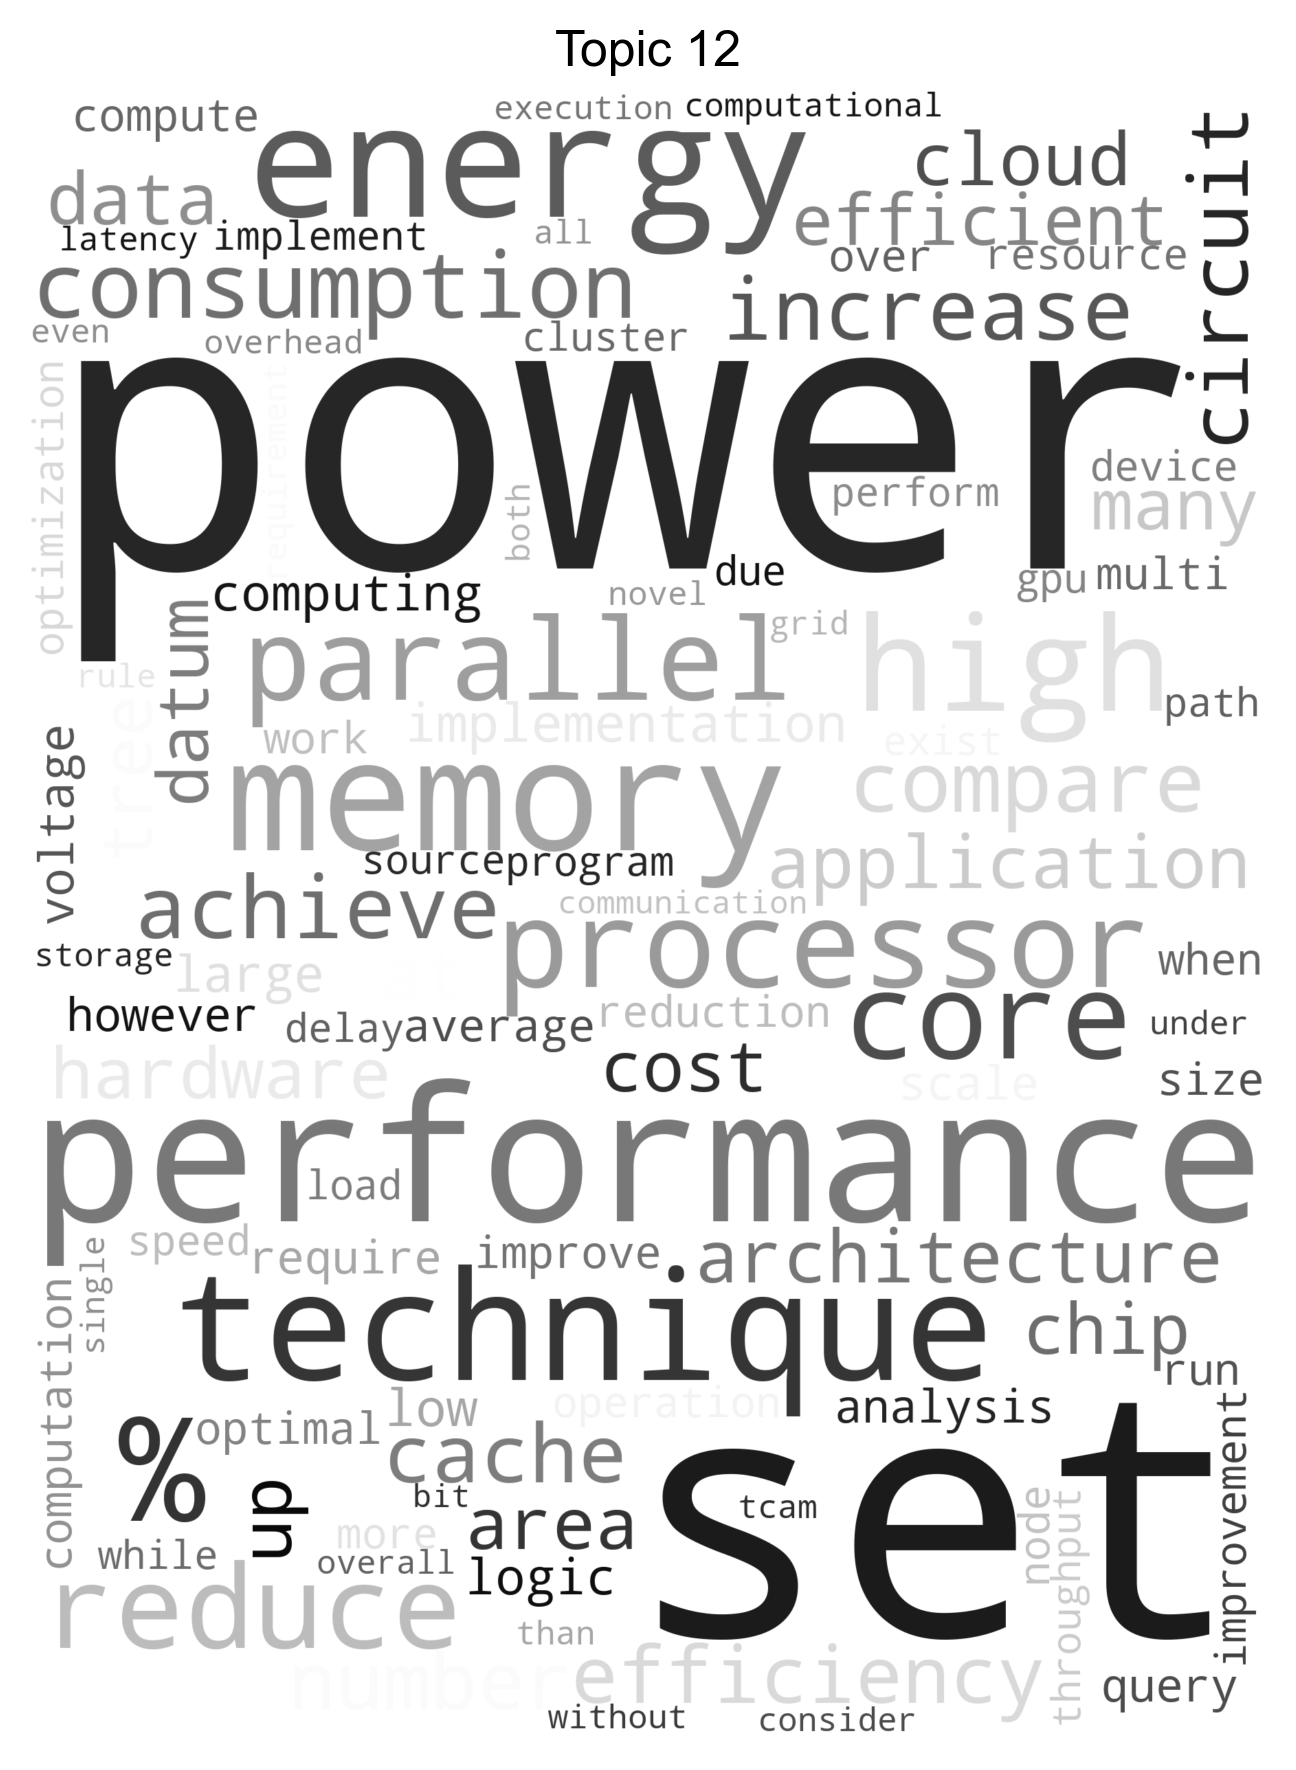 Topic 12
compute
execution
computational
energy
cloud
circuit
data
efficient
latency
implement
all
over
resource
consumption
increase
even
overhead
cluster
power
optimization
requirement
both
perform
device
many
computing
novel
due
gpu
multi
datum
parallel
grid
high
rule
tree
path
work
implementation
exist
voltage
memory
compare
source
program
application
achieve
communication
processor
storage
large
at
when
however
delay
average
reduction
core
under
cost
hardware
scale
size
performance
load
speed
require
improve
architecture
single
computation
technique
chip
run
%
optimal
low
operation
analysis
improvement
cache
set
up
bit
tcam
node
throughput
area
more
while
overall
logic
reduce
than
number
efficiency
query
without
consider